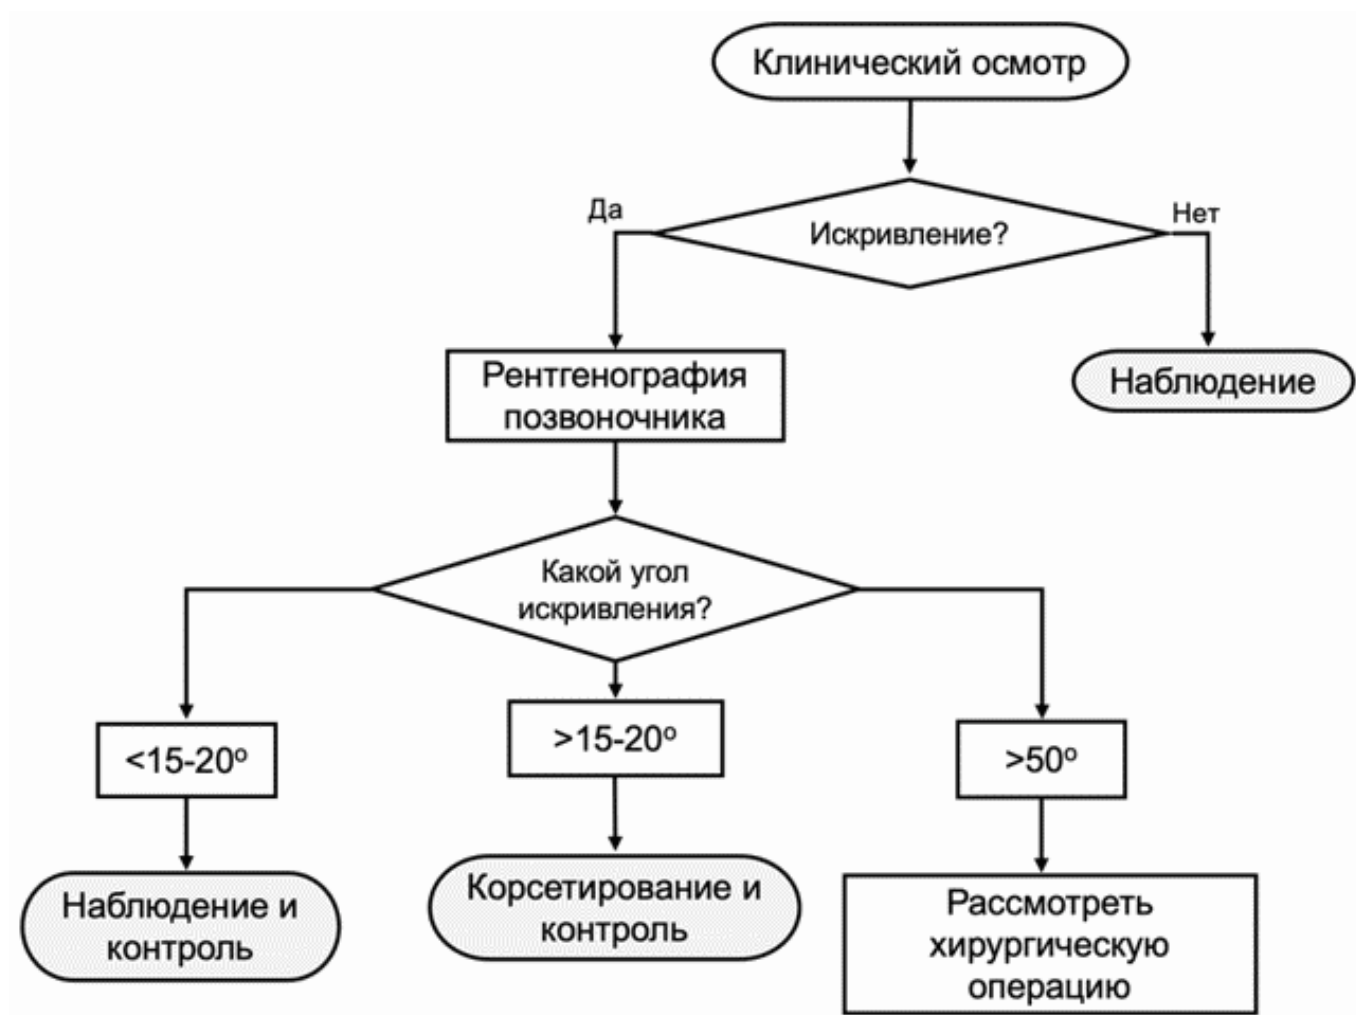 Клинический осмотр
Да
Нет
Искривление?
Рентгенография
позвоночника
Наблюдение
Какой угол
искривления?
<15-20º
>15-20º
>50º
Наблюдение и
контроль
Корсетирование и
контроль
Рассмотреть
хирургическую
операцию